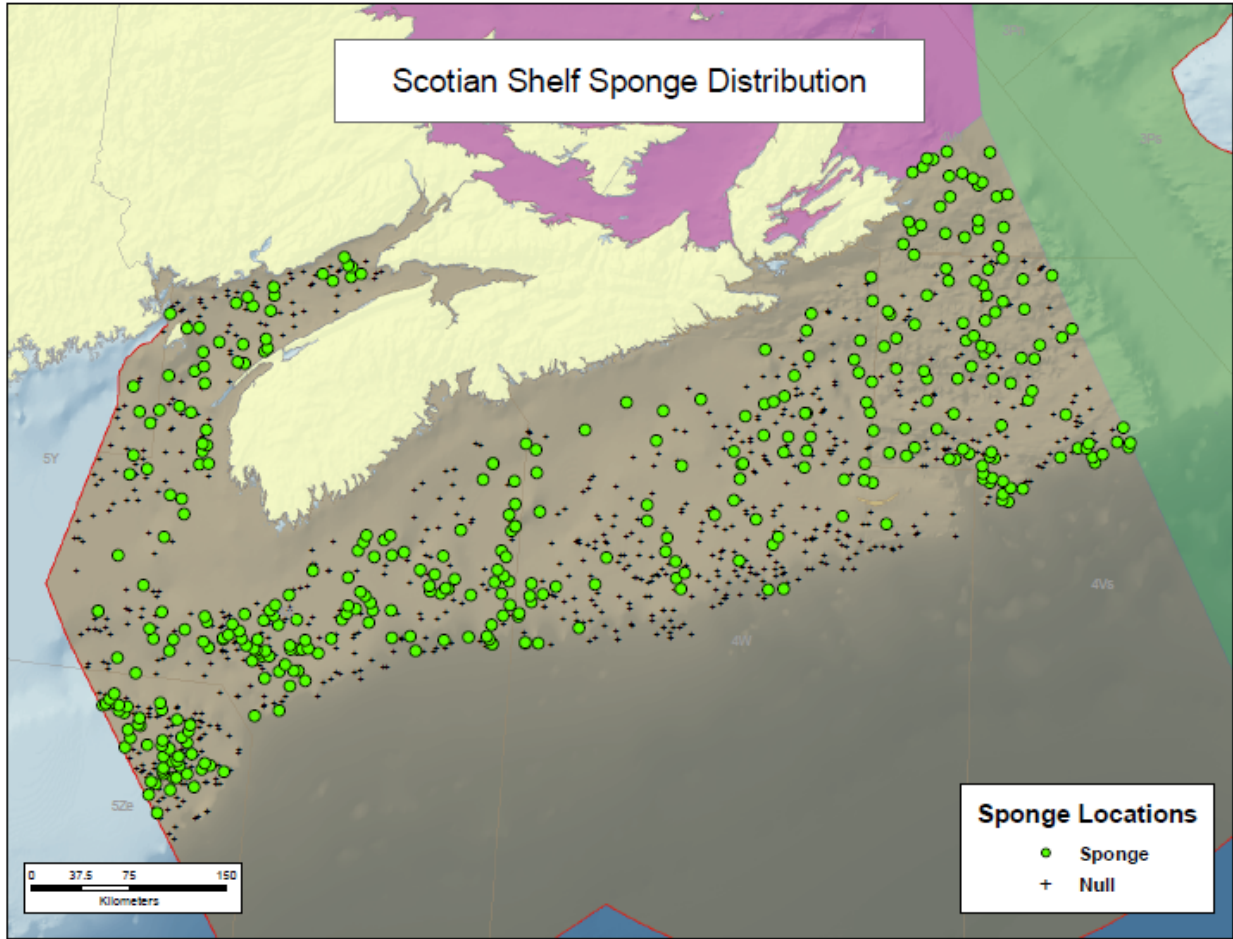 Scotian Shelf Sponge Distribution
3Pn
3Ps
5Y
4Vs
4W
5Ze
Sponge Locations
Sponge
Null
0 37.5 75 150
Kilometers